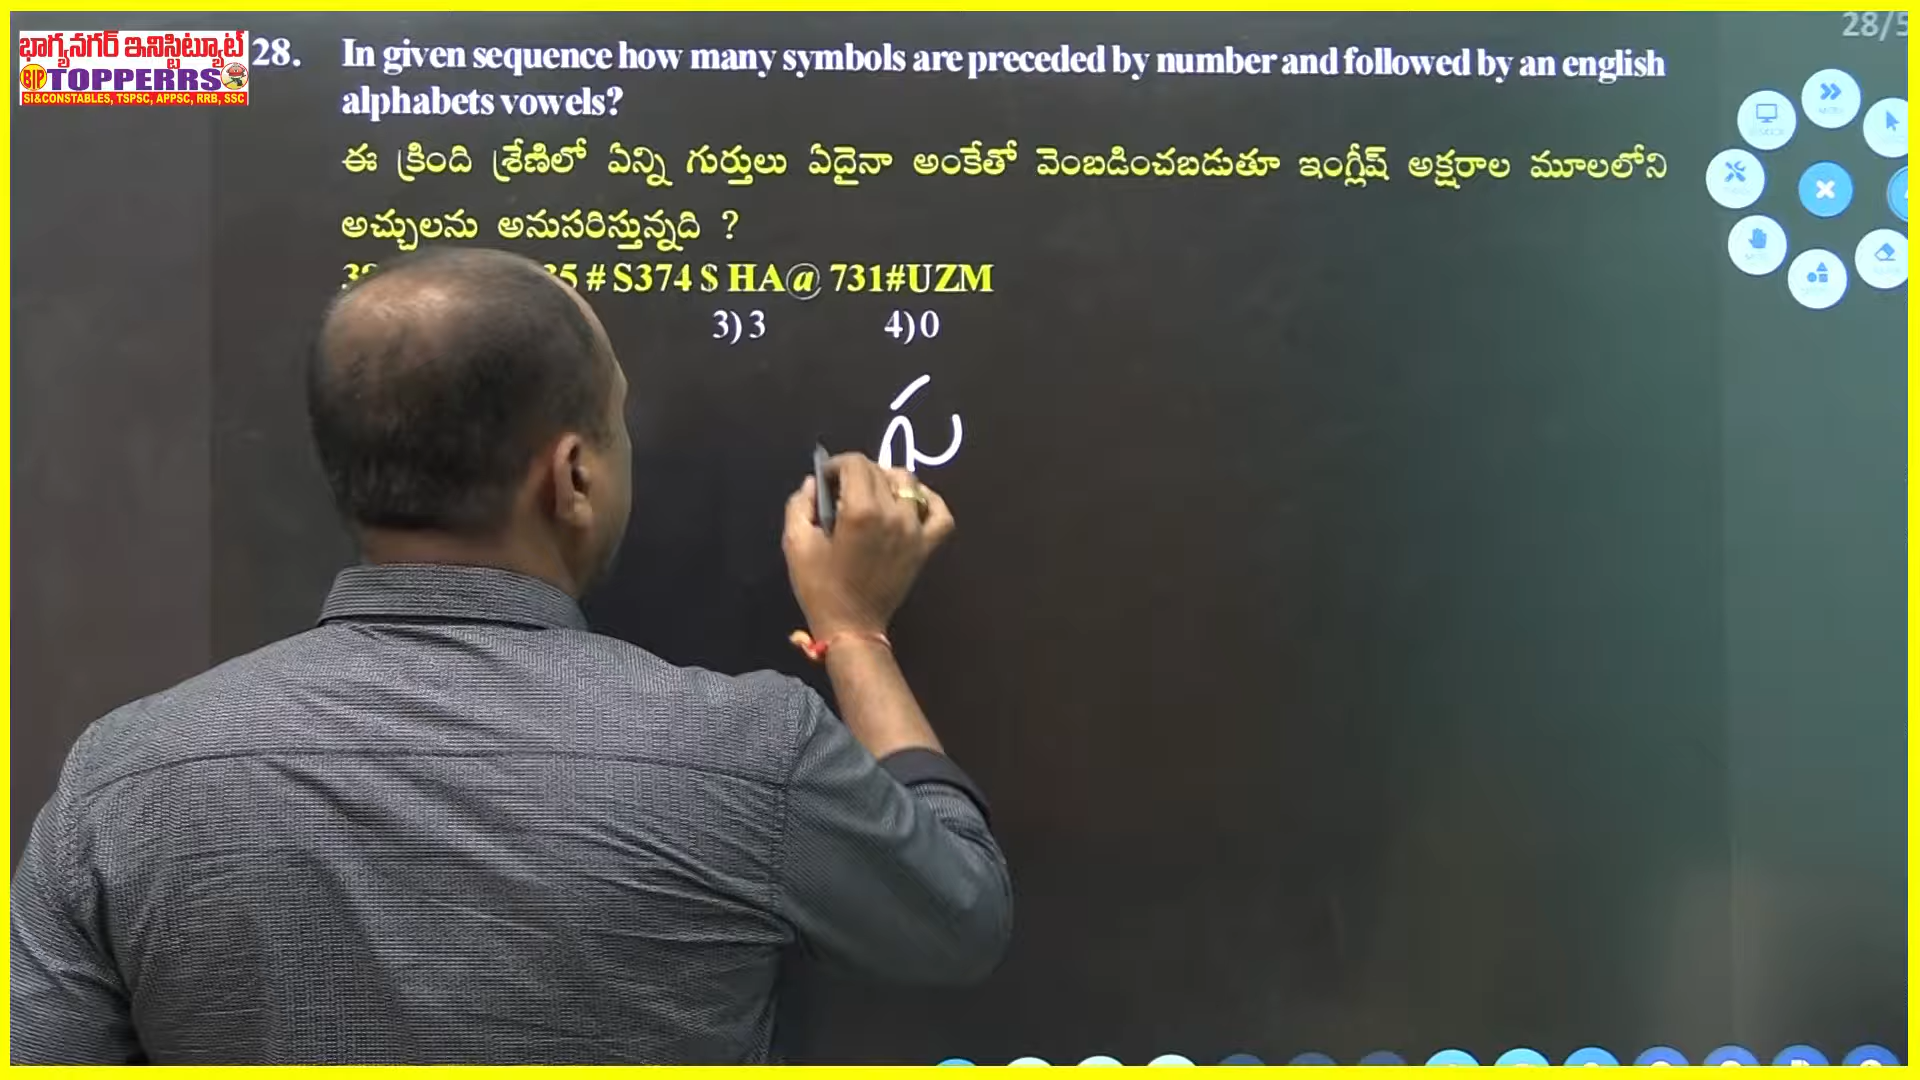 భాగ్యనగర్ ఇనిస్టిట్యూట్
BIP TOPPERRS
SI&CONSTABLES, TSPSC, APPSC, RRB, SSC
28/5
28. In given sequence how many symbols are preceded by number and followed by an english
alphabets vowels?
ఈ క్రింది శ్రేణిలో ఏన్ని గుర్తులు ఏదైనా అంకేతో వెంబడించబడుతూ ఇంగ్లీష్ అక్షరాల మూలలోని
అచ్చులను అనుసరిస్తున్నది ?
35 # S374 $ HA@ 731#UZM
3) 3 4) 0